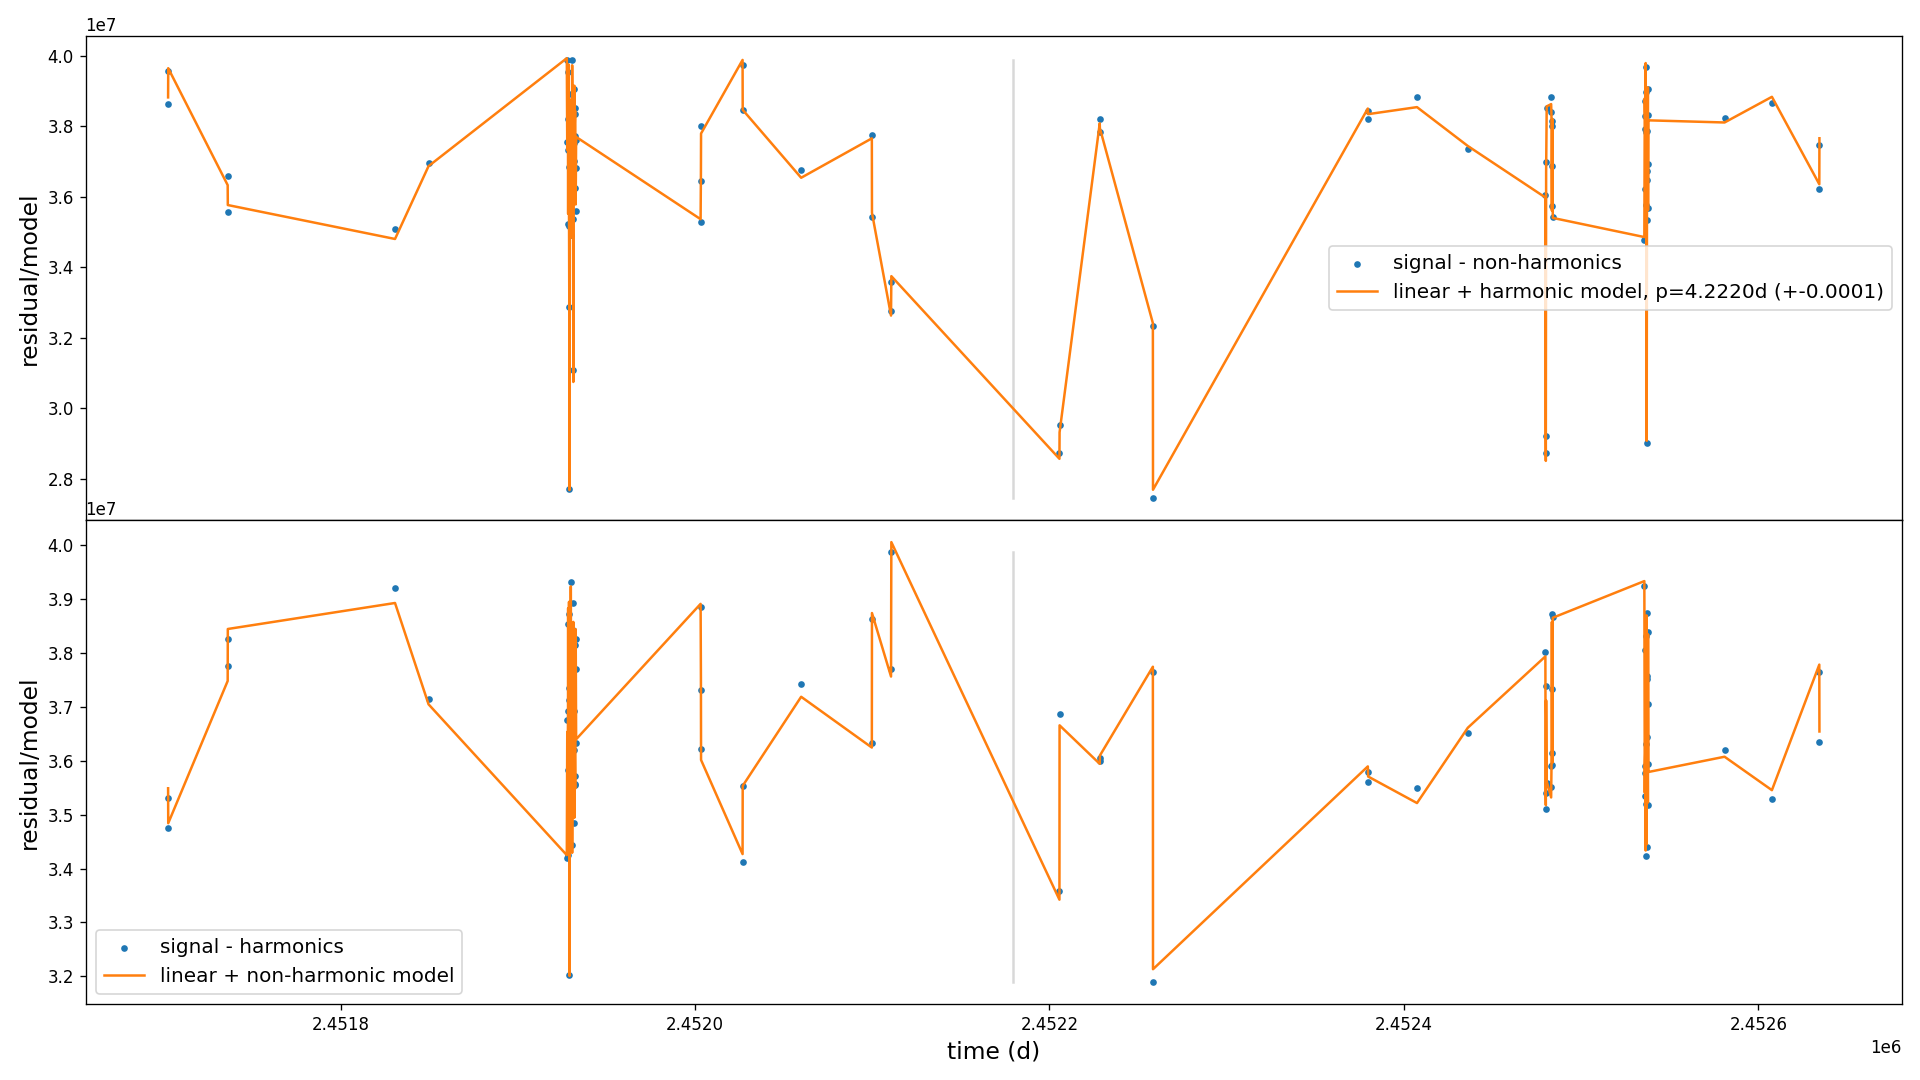 1e7
4.0
3.8
3.6
3.4
3.2
3.0
2.8
residual/model
signal - non-harmonics
linear + harmonic model, p=4.2220d (+-0.0001)
1e7
4.0
3.9
3.8
3.7
3.6
3.5
3.4
3.3
3.2
residual/model
signal - harmonics
linear + non-harmonic model
2.4518 2.4520 2.4522 2.4524 2.4526
time (d)
1e6